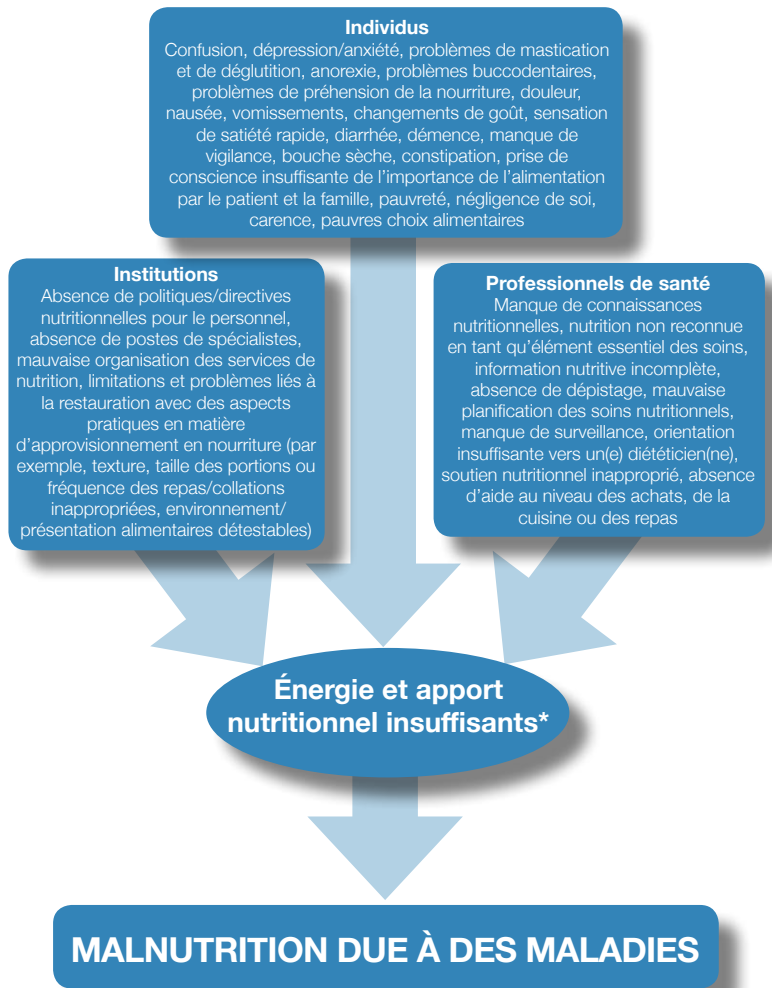 Individus
Confusion, dépression/anxiété, problèmes de mastication
et de déglutition, anorexie, problèmes buccodentaires,
problèmes de préhension de la nourriture, douleur,
nausée, vomissements, changements de goût, sensation
de satiété rapide, diarrhée, démence, manque de
vigilance, bouche sèche, constipation, prise de
conscience insuffisante de l’importance de l’alimentation
par le patient et la famille, pauvreté, négligence de soi,
carence, pauvres choix alimentaires
Institutions
Absence de politiques/directives
nutritionnelles pour le personnel,
absence de postes de spécialistes,
mauvaise organisation des services de
nutrition, limitations et problèmes liés à
la restauration avec des aspects
pratiques en matière
d’approvisionnement en nourriture (par
exemple, texture, taille des portions ou
fréquence des repas/collations
inappropriées, environnement/
présentation alimentaires détestables)
Professionnels de santé
Manque de connaissances
nutritionnelles, nutrition non reconnue
en tant qu’élément essentiel des soins,
information nutritive incomplète,
absence de dépistage, mauvaise
planification des soins nutritionnels,
manque de surveillance, orientation
insuffisante vers un(e) diététicien(ne),
soutien nutritionnel inapproprié, absence
d’aide au niveau des achats, de la
cuisine ou des repas
Énergie et apport
nutritionnel insuffisants*
MALNUTRITION DUE À DES MALADIES